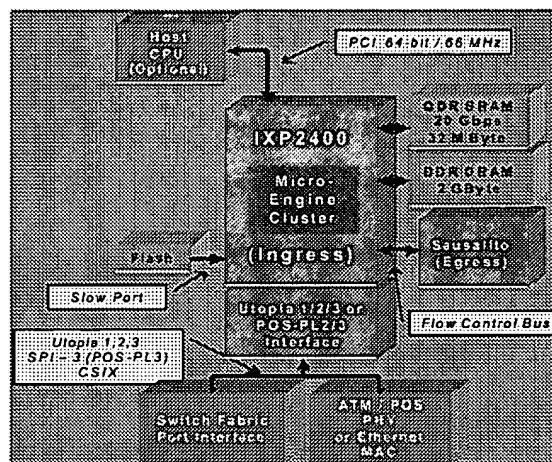 Host
CPU
(Optional)
PCI 64-bit / 66 MHz
IXP2400
Micro-
Engine
Cluster
(Ingress)
QDR SRAM
20 Gbps
32 M Byte
DDR DRAM
2 GByte
Sausalito
(Egress)
Flash
Slow Port
Utopia 1/2/3 or
POS-PL2/3
Interface
Flow Control Bus
Utopia 1,2,3
SPI – 3 (POS-PL3)
CSIX
Switch Fabric
Port Interface
ATM / POS
PHY
or Ethernet
MAC